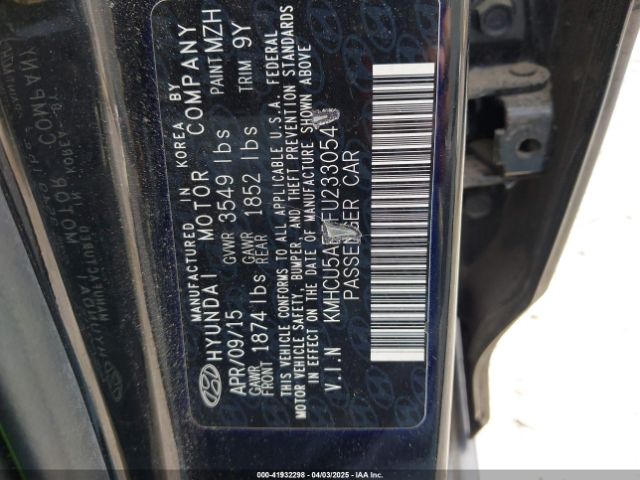 MANUFACTURED IN KOREA BY
HYUNDAI MOTOR COMPANY
APR/09/15 GVWR 3549 lbs PAINT MZH
GAWR FRONT 1874 lbs GAWR REAR 1852 lbs TRIM 9Y
THIS VEHICLE CONFORMS TO ALL APPLICABLE U.S.A. FEDERAL
MOTOR VEHICLE SAFETY, BUMPER, AND THEFT PREVENTION STANDARDS
IN EFFECT ON THE DATE OF MANUFACTURE SHOWN ABOVE
V.I.N KMHCU5A FU233054
PASSENGER CAR
000-41932298 - 04/03/2025 - IAA Corp.